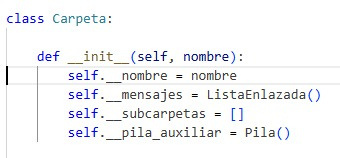 class Carpeta:
def __init__(self, nombre):
self.__nombre = nombre
self.__mensajes = ListaEnlazada()
self.__subcarpetas = []
self.__pila_auxiliar = Pila()